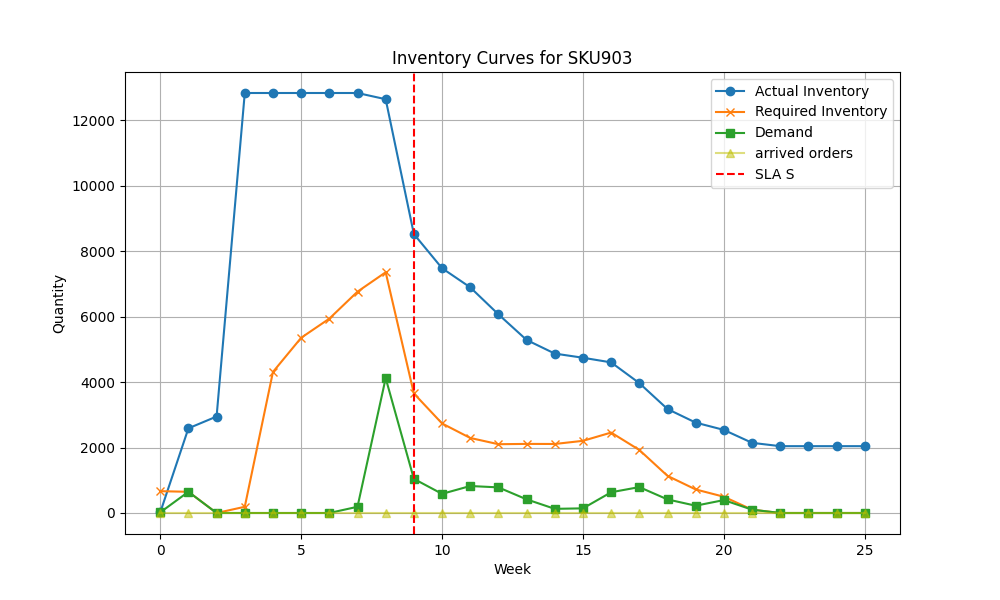 Inventory Curves for SKU903
Actual Inventory
Required Inventory
Demand
arrived orders
SLA S
12000
10000
8000
6000
4000
2000
0
Quantity
0 5 10 15 20 25
Week